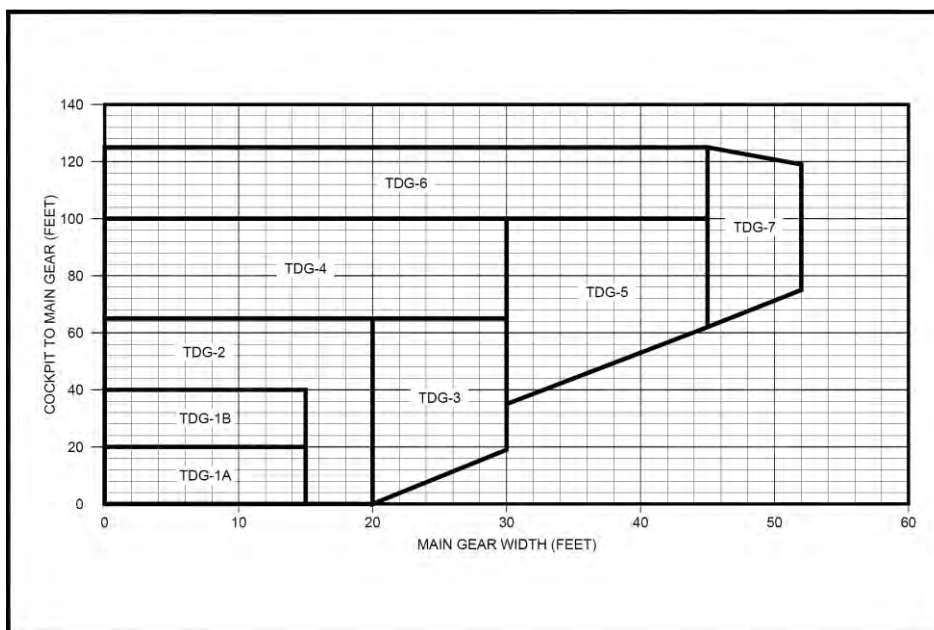 140
120
100
80
60
40
20
0
COCKPIT TO MAIN GEAR (FEET)
TDG-6
TDG-7
TDG-4
TDG-5
TDG-2
TDG-3
TDG-1B
TDG-1A
0 10 20 30 40 50 60
MAIN GEAR WIDTH (FEET)